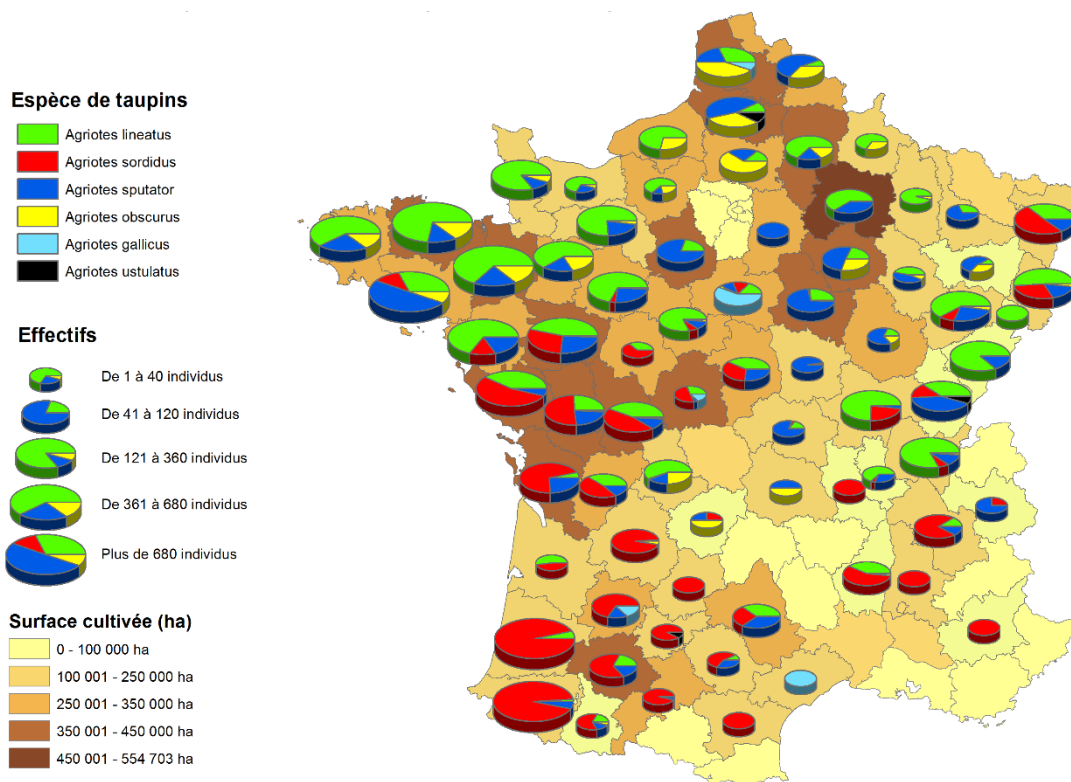 Espèce de taupins
Agriotes lineatus
Agriotes sordidus
Agriotes sputator
Agriotes obscurus
Agriotes gallicus
Agriotes ustulatus
Effectifs
De 1 à 40 individus
De 41 à 120 individus
De 121 à 360 individus
De 361 à 680 individus
Plus de 680 individus
Surface cultivée (ha)
0 - 100 000 ha
100 001 - 250 000 ha
250 001 - 350 000 ha
350 001 - 450 000 ha
450 001 - 554 703 ha